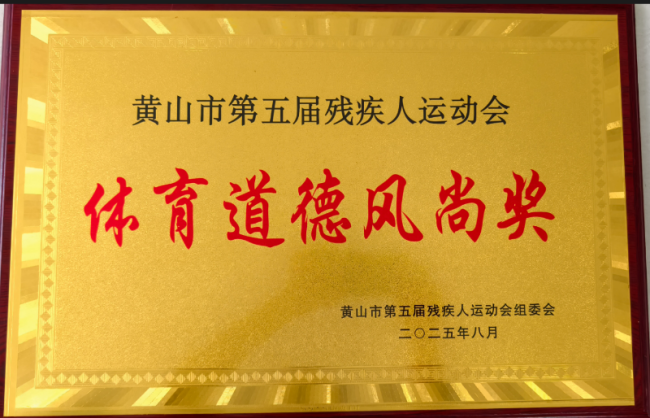 黄山市第五届残疾人运动会
体育道德风尚奖
黄山市第五届残疾人运动会组委会
二〇二五年八月